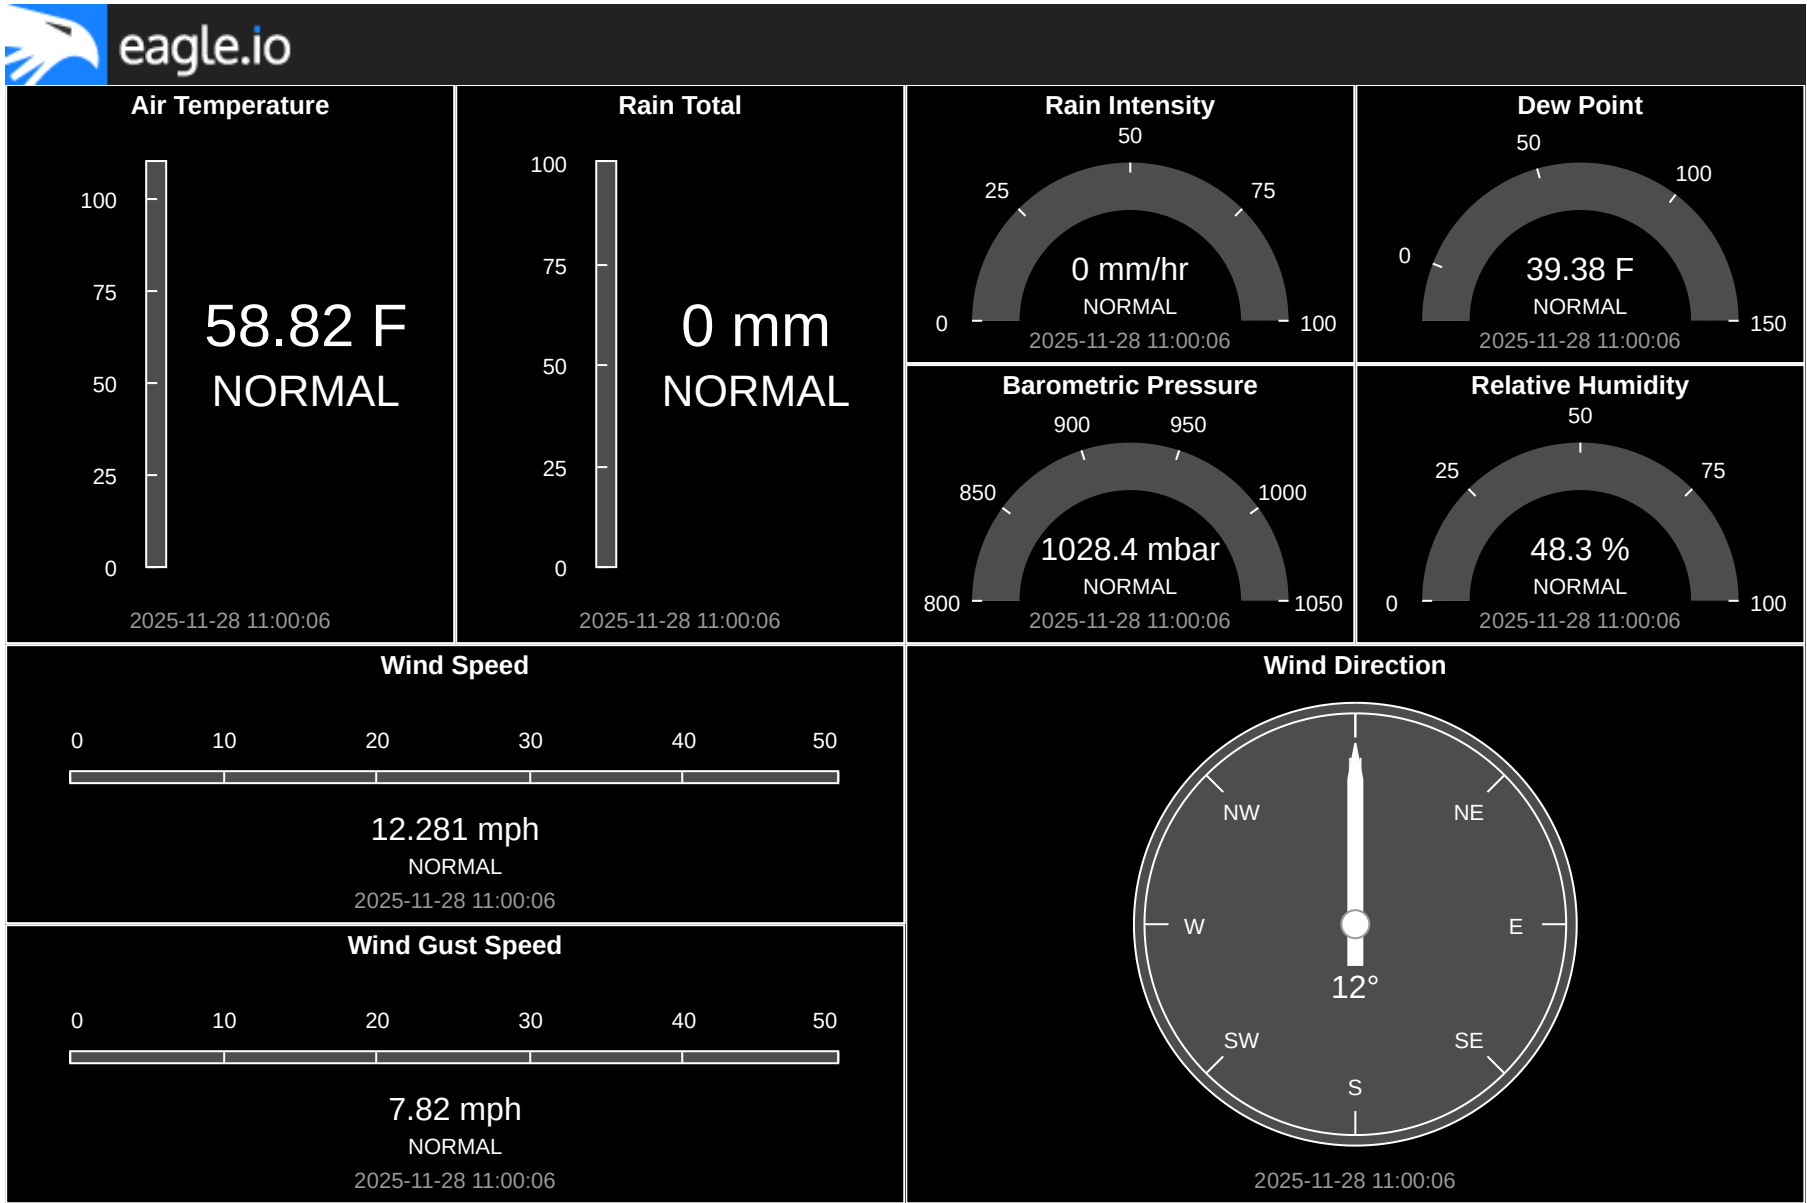 eagle.io
Air Temperature
100
75
50
25
0
58.82 F
NORMAL
2025-11-28 11:00:06
Rain Total
100
75
50
25
0
0 mm
NORMAL
2025-11-28 11:00:06
Rain Intensity
50
25
75
0
100
0 mm/hr
NORMAL
2025-11-28 11:00:06
Dew Point
50
100
0
150
39.38 F
NORMAL
2025-11-28 11:00:06
Barometric Pressure
900
950
850
1000
800
1050
1028.4 mbar
NORMAL
2025-11-28 11:00:06
Relative Humidity
50
25
75
0
100
48.3 %
NORMAL
2025-11-28 11:00:06
Wind Speed
0 10 20 30 40 50
12.281 mph
NORMAL
2025-11-28 11:00:06
Wind Gust Speed
0 10 20 30 40 50
7.82 mph
NORMAL
2025-11-28 11:00:06
Wind Direction
NW NE
W E
12°
SW SE
S
2025-11-28 11:00:06